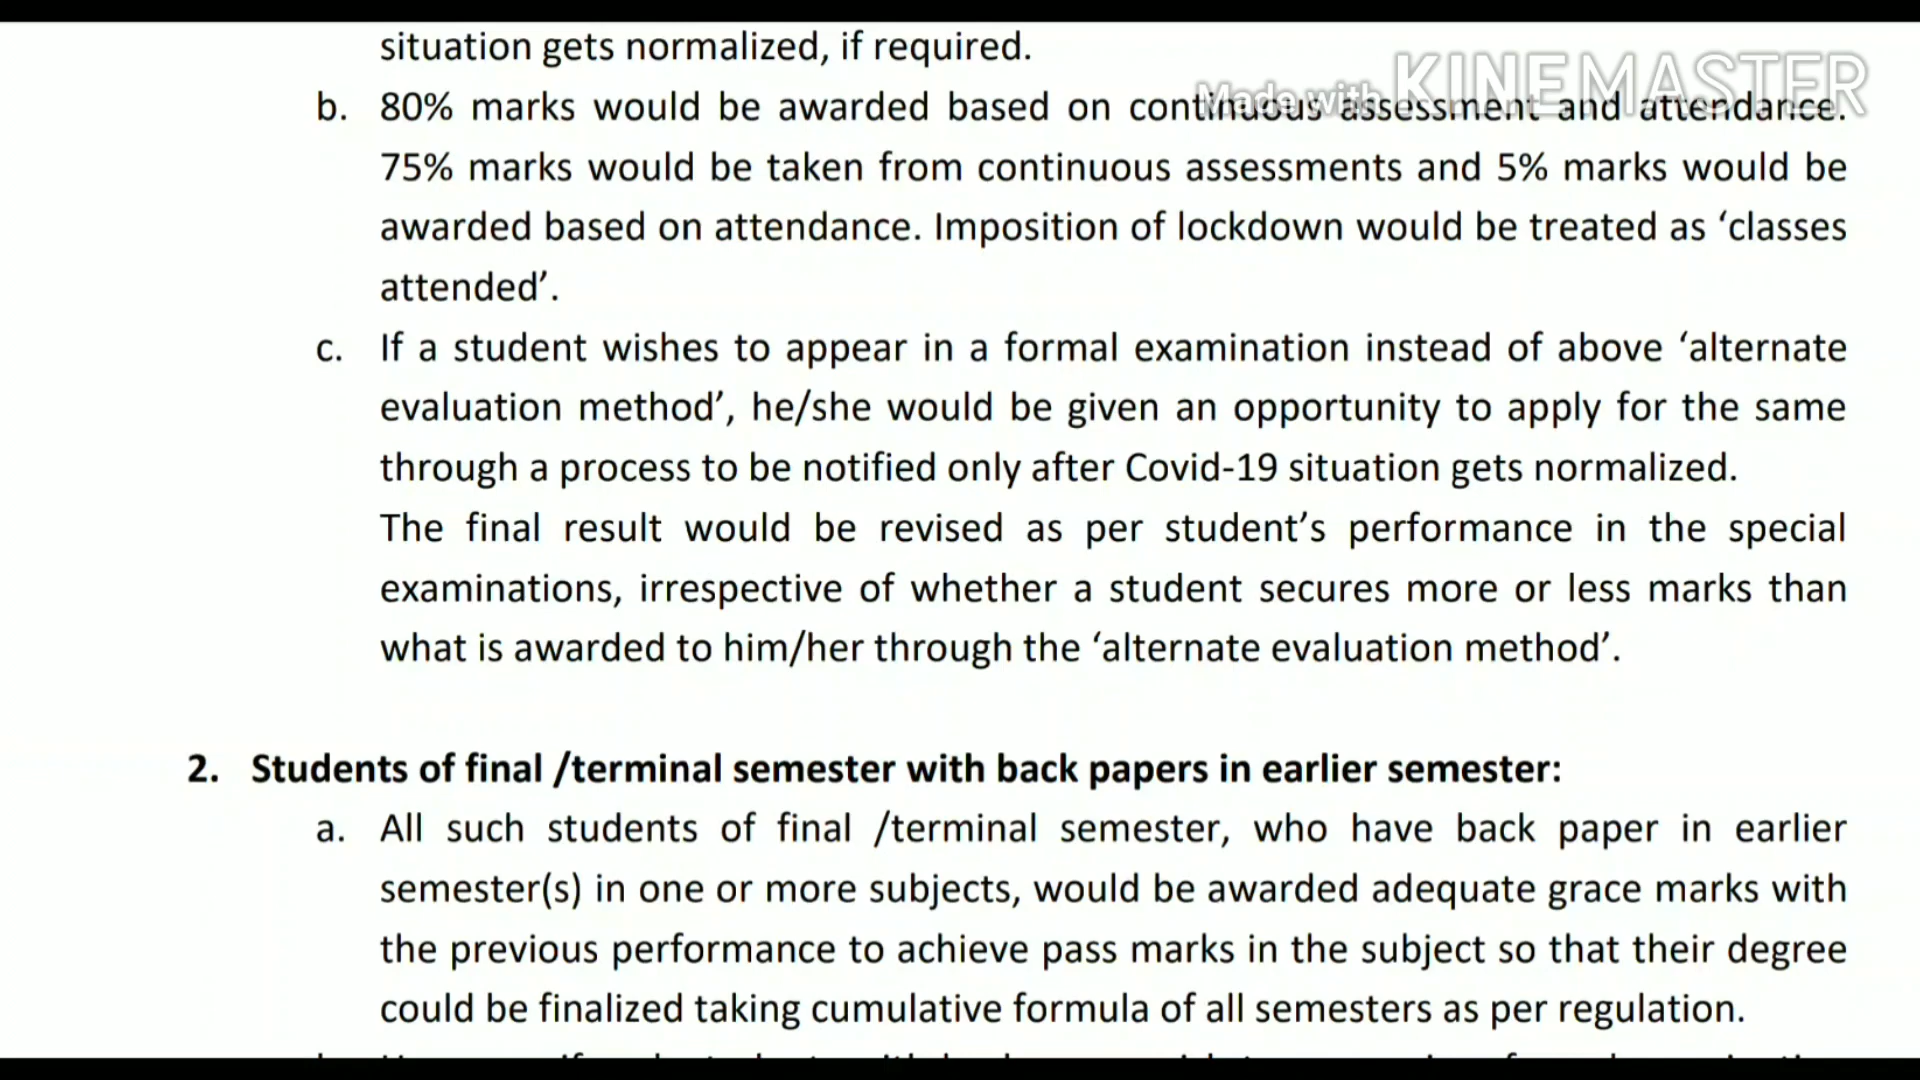 situation gets normalized, if required.
Made with KINEMASTER
b. 80% marks would be awarded based on continuous assessment and attendance.
75% marks would be taken from continuous assessments and 5% marks would be
awarded based on attendance. Imposition of lockdown would be treated as ‘classes
attended’.
c. If a student wishes to appear in a formal examination instead of above ‘alternate
evaluation method’, he/she would be given an opportunity to apply for the same
through a process to be notified only after Covid-19 situation gets normalized.
The final result would be revised as per student’s performance in the special
examinations, irrespective of whether a student secures more or less marks than
what is awarded to him/her through the ‘alternate evaluation method’.
2. Students of final /terminal semester with back papers in earlier semester:
a. All such students of final /terminal semester, who have back paper in earlier
semester(s) in one or more subjects, would be awarded adequate grace marks with
the previous performance to achieve pass marks in the subject so that their degree
could be finalized taking cumulative formula of all semesters as per regulation.